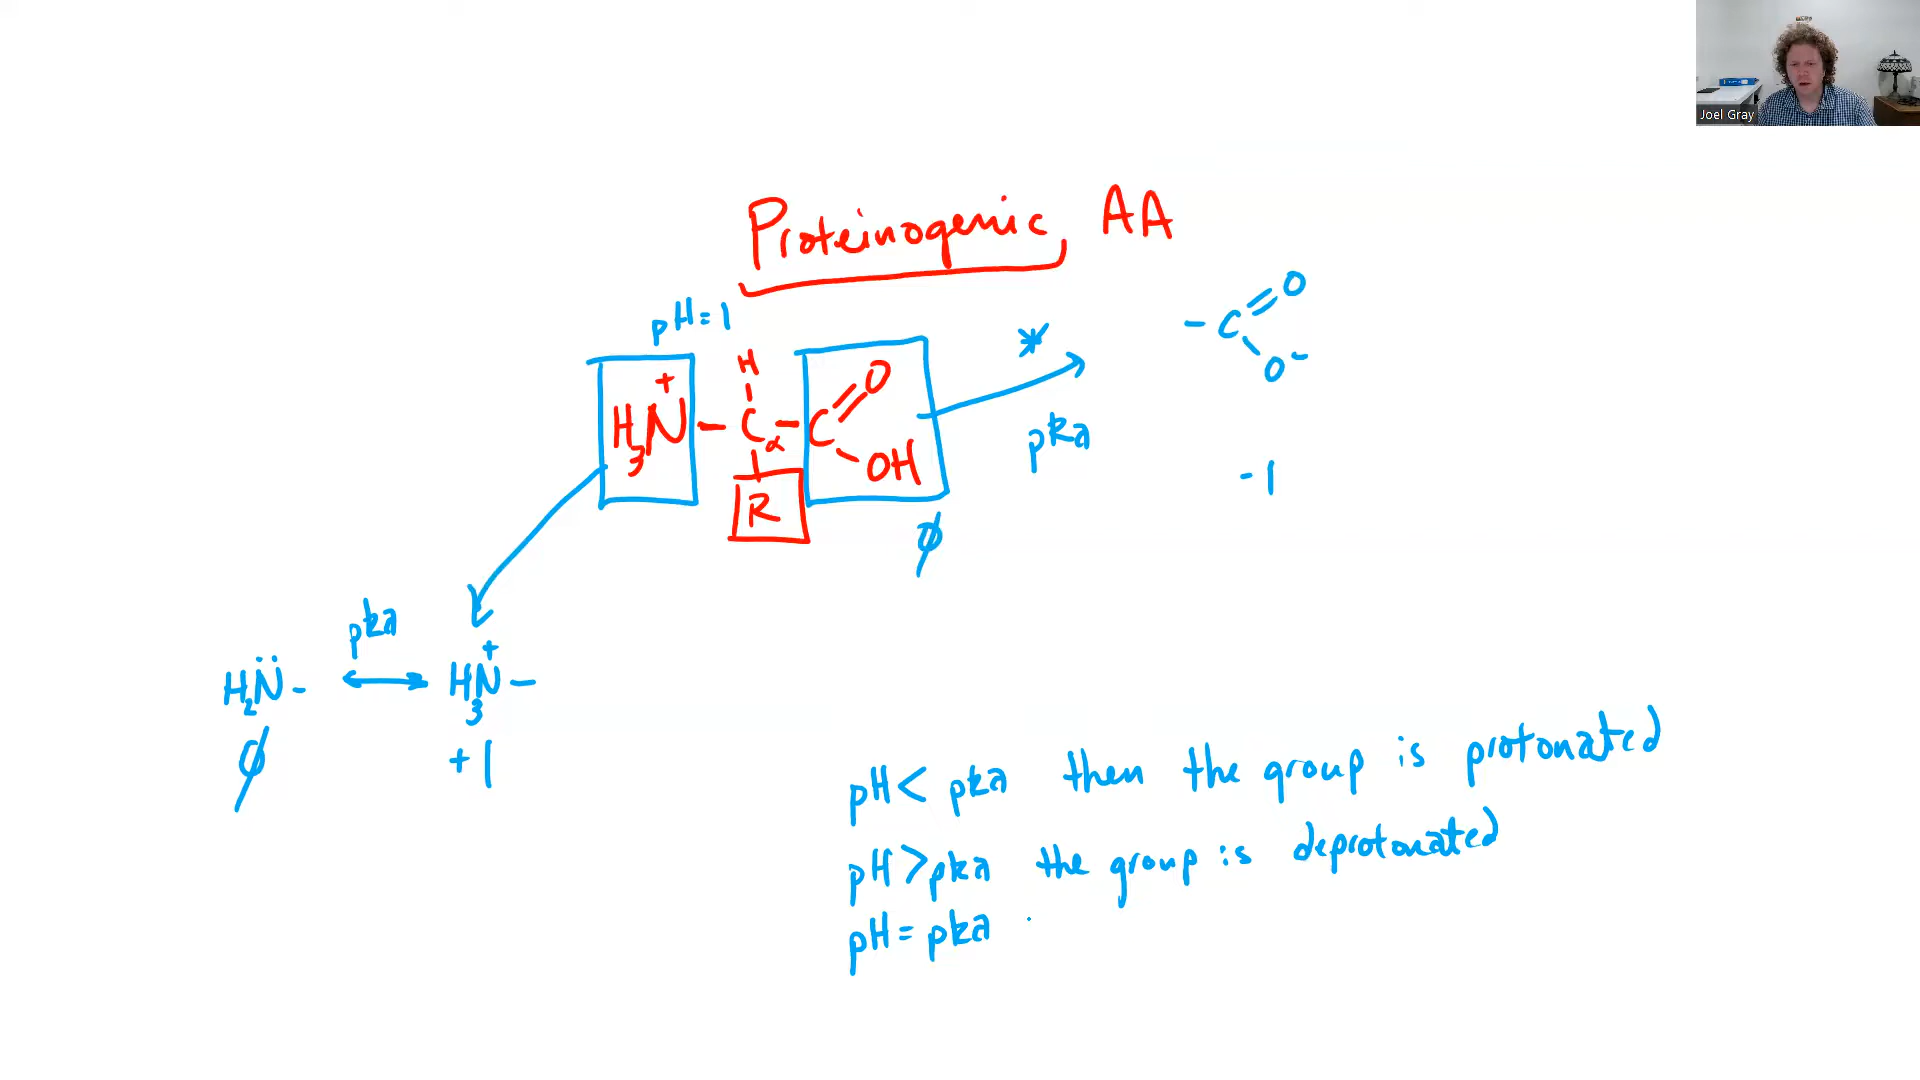 Joel Gray
Proteinogenic AA
pH=1
H
H3N+ - Cα - C = O
OH
R
∅
pka
-C=O
O-
-1
pka
H2N̈- ↔ H3N+-
∅ +1
pH < pka then the group is protonated
pH > pka the group is deprotonated
pH = pka